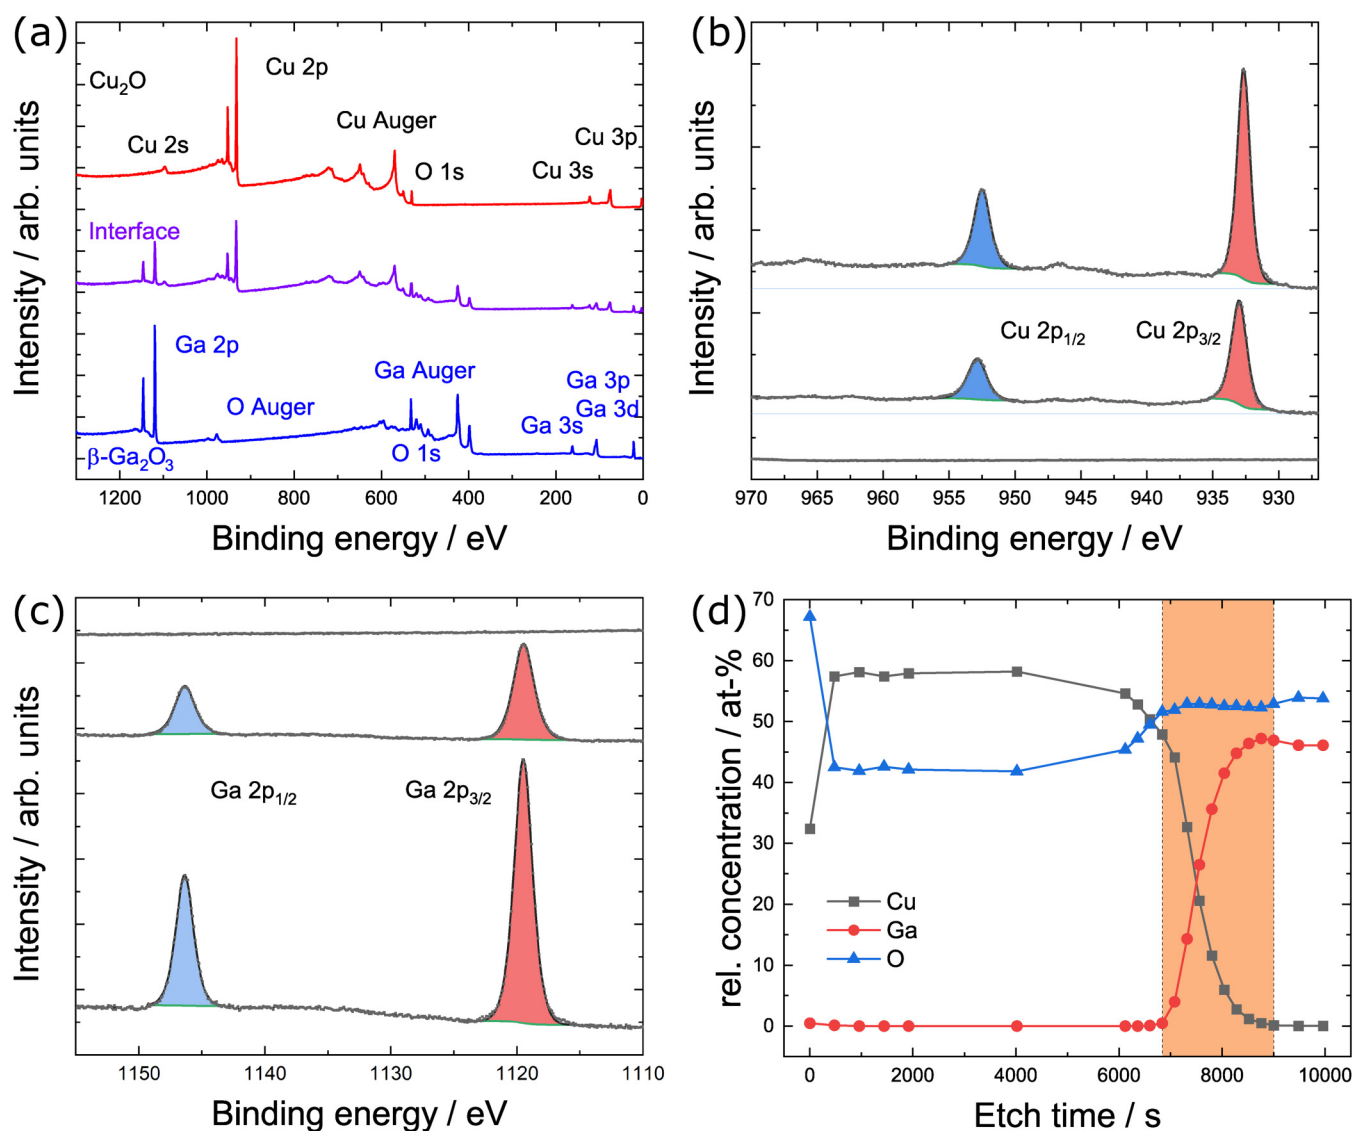 (a)
Cu₂O
Cu 2p
Cu 2s
Cu Auger
O 1s
Cu 3p
Cu 3s
Interface
Ga 2p
O Auger
Ga Auger
Ga 3p
Ga 3d
Ga 3s
O 1s
β-Ga₂O₃
1200 1000 800 600 400 200 0
Binding energy / eV
Intensity / arb. units
(b)
Cu 2p₁/₂ Cu 2p₃/₂
970 965 960 955 950 945 940 935 930
Binding energy / eV
Intensity / arb. units
(c)
Ga 2p₁/₂ Ga 2p₃/₂
1150 1140 1130 1120 1110
Binding energy / eV
Intensity / arb. units
(d)
70
60
50
40
30
20
10
0
Cu
Ga
O
0 2000 4000 6000 8000 10000
Etch time / s
rel. concentration / at-%